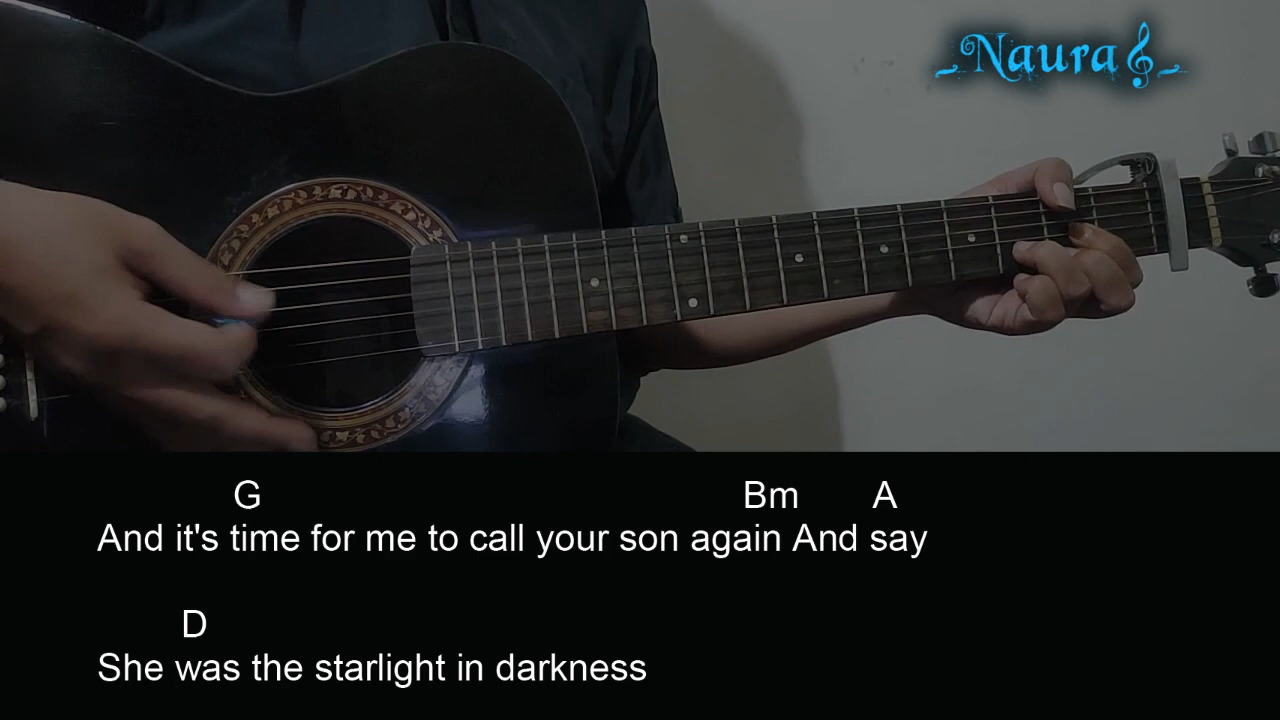 Naura
G Bm A
And it's time for me to call your son again And say
D
She was the starlight in darkness